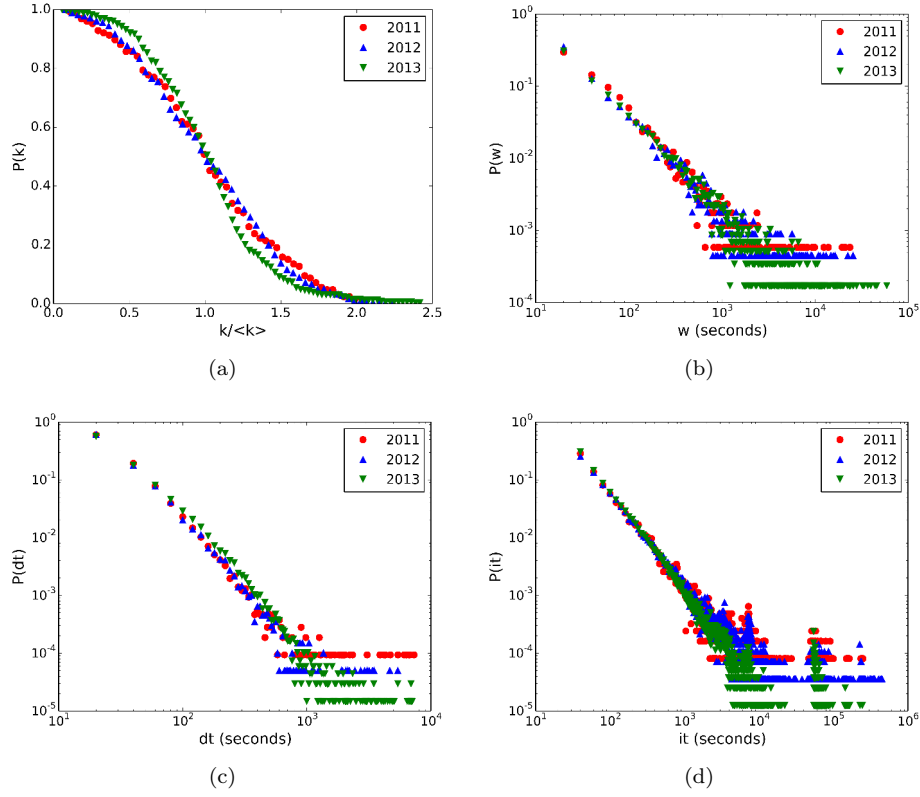 1.0
0.8
0.6
0.4
0.2
0.0
P(k)
0.0 0.5 1.0 1.5 2.0 2.5
k/<k>
2011
2012
2013
(a)
10^0
10^-1
10^-2
10^-3
10^-4
P(w)
10^1 10^2 10^3 10^4 10^5
w (seconds)
2011
2012
2013
(b)
10^0
10^-1
10^-2
10^-3
10^-4
10^-5
P(dt)
10^1 10^2 10^3 10^4
dt (seconds)
2011
2012
2013
(c)
10^0
10^-1
10^-2
10^-3
10^-4
10^-5
P(it)
10^1 10^2 10^3 10^4 10^5 10^6
it (seconds)
2011
2012
2013
(d)